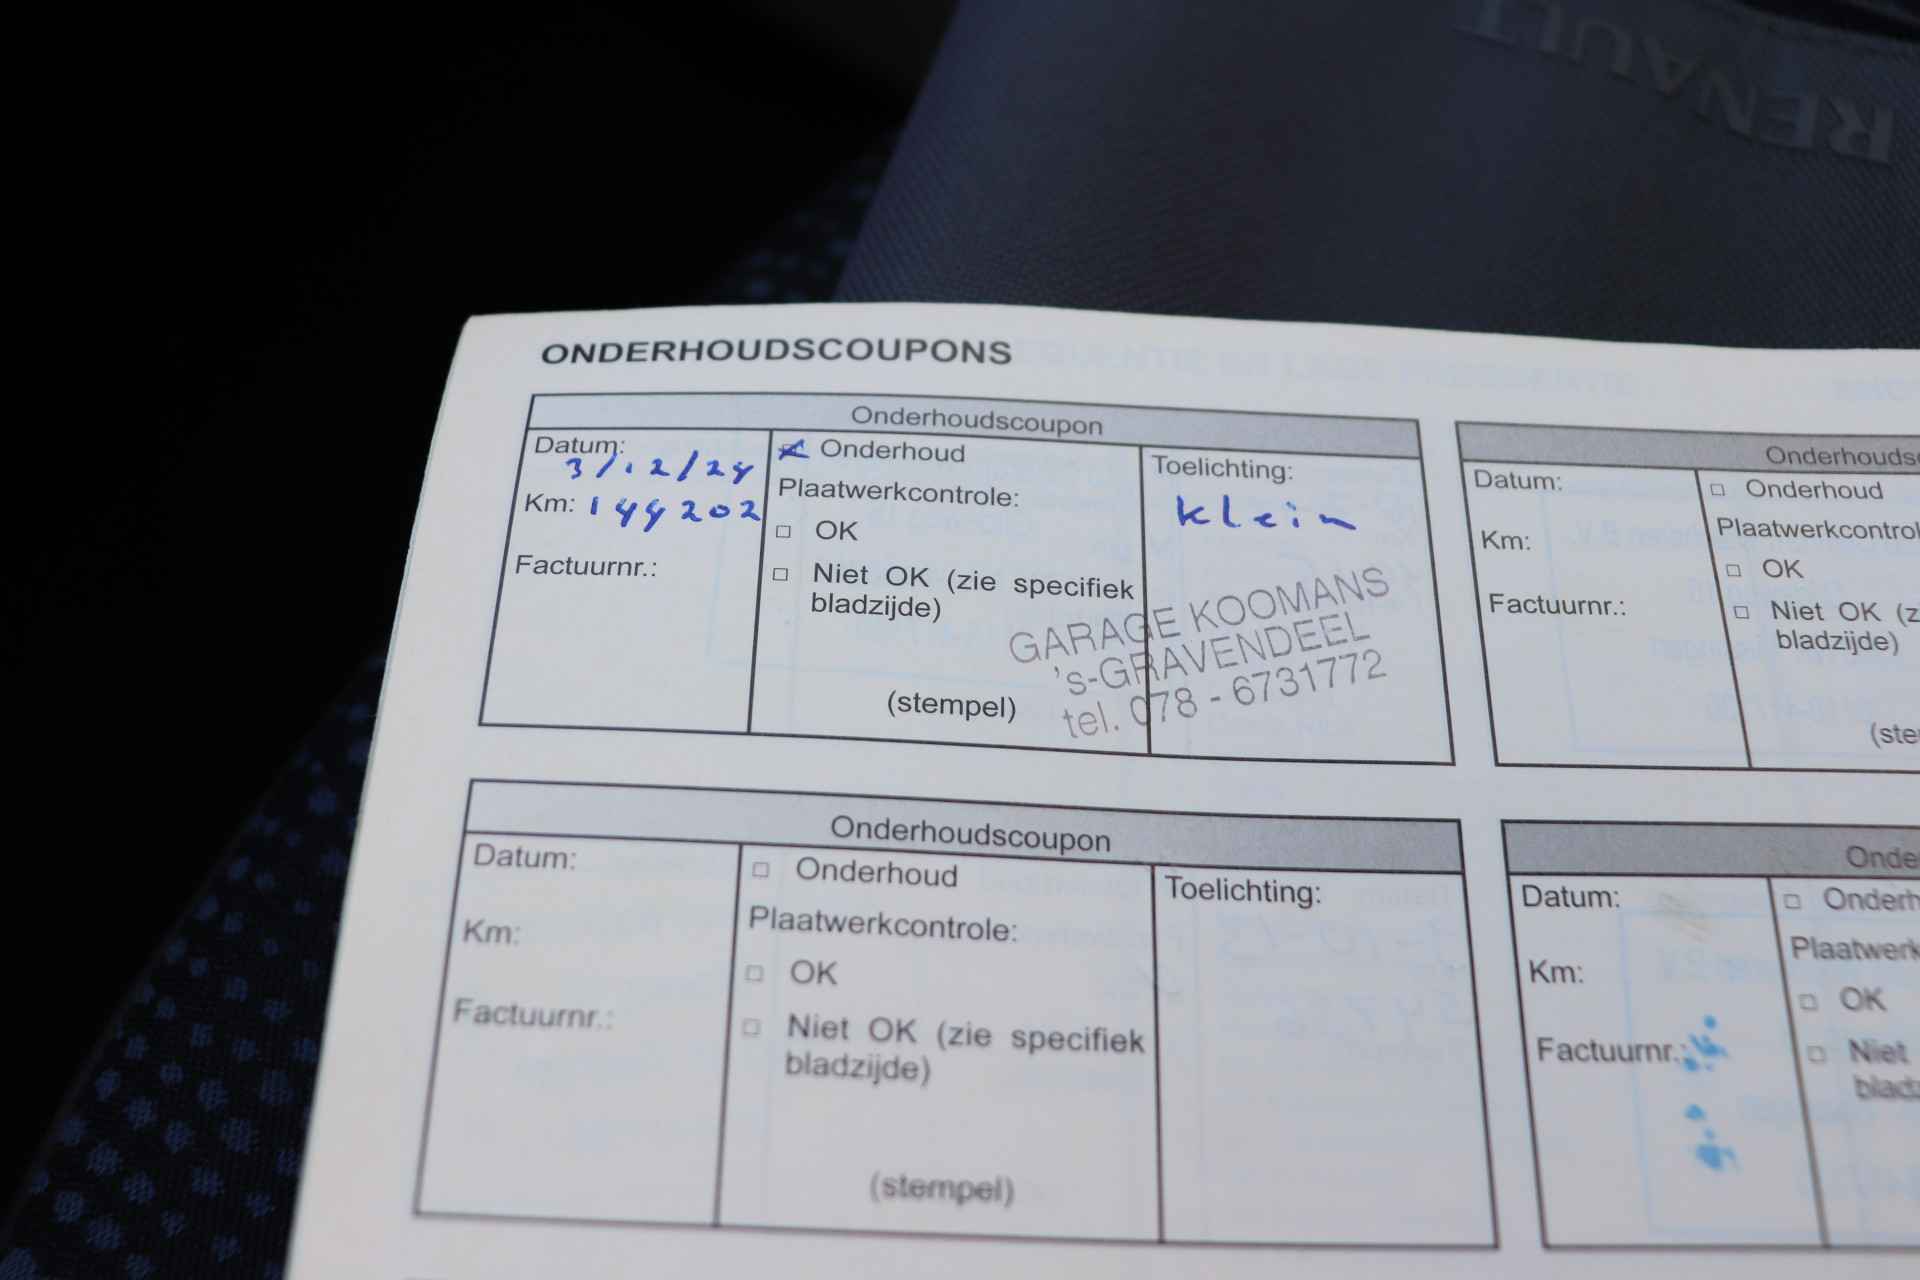 RENAULT
ONDERHOUDSCOUPONS
Onderhoudscoupon
Datum: 3/12/24
Km: 144202
Factuurnr.:
Onderhoud
Plaatwerkcontrole:
OK
Niet OK (zie specifiek
bladzijde)
(stempel)
Toelichting:
klein
GARAGE KOOMANS
's-GRAVENDEEL
tel. 078 - 6731772
Datum:
Km:
Factuurnr.:
Onderhoud
OK
Niet OK
bladzijde)
Onderhoudscoupon
Datum:
Km:
Factuurnr.:
Onderhoud
Plaatwerkcontrole:
OK
Niet OK (zie specifiek
bladzijde)
(stempel)
Toelichting:
Datum:
Km:
Factuurnr.:
OK
Niet